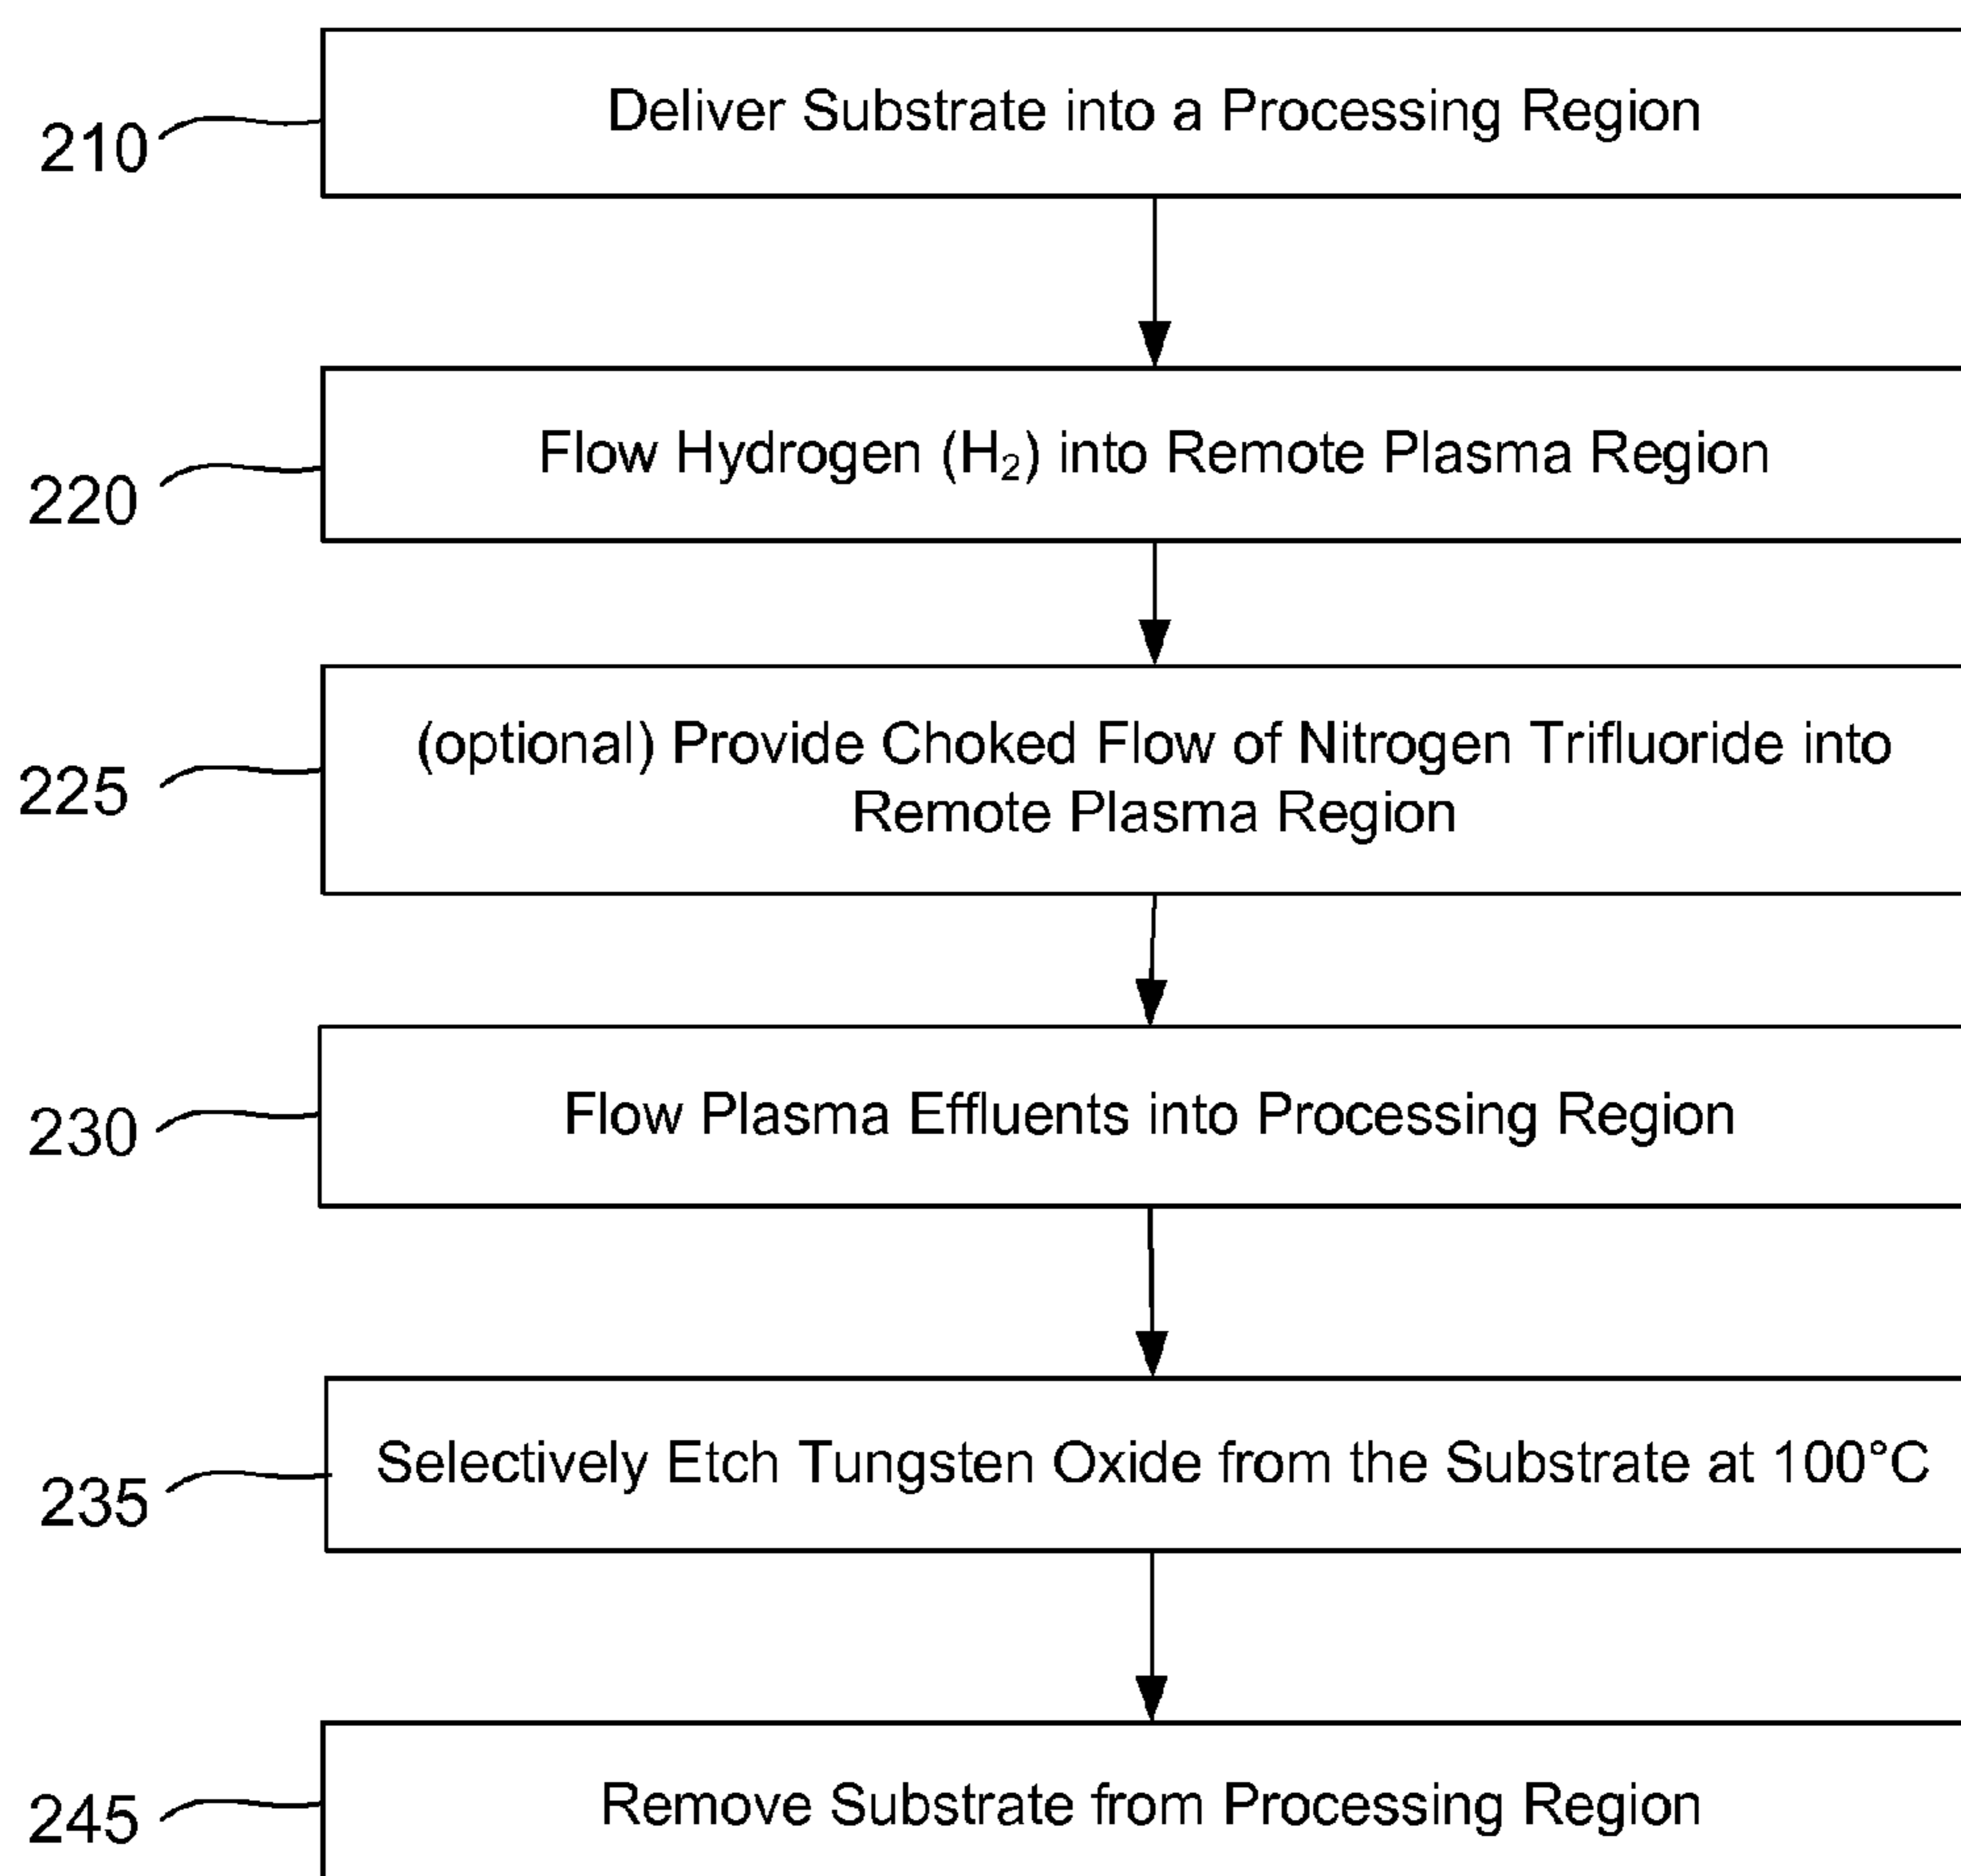 210
Deliver Substrate into a Processing Region
220
Flow Hydrogen (H₂) into Remote Plasma Region
225
(optional) Provide Choked Flow of Nitrogen Trifluoride into
Remote Plasma Region
230
Flow Plasma Effluents into Processing Region
235
Selectively Etch Tungsten Oxide from the Substrate at 100°C
245
Remove Substrate from Processing Region